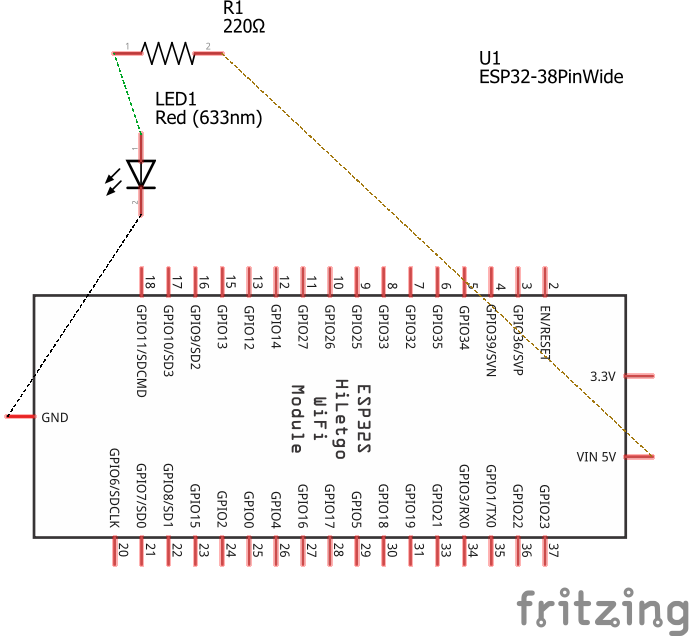 R1
220Ω
U1
ESP32-38PinWide
LED1
Red (633nm)
1
2
1
2
18
17
16
15
13
12
11
10
9
8
7
6
5
4
3
2
GPIO11/SDCMD
GPIO10/SD3
GPIO9/SD2
GPIO13
GPIO12
GPIO14
GPIO27
GPIO26
GPIO25
GPIO33
GPIO32
GPIO35
GPIO34
GPIO39/SVN
GPIO36/SVP
EN/RESET
3.3V
GND
VIN 5V
ESP32S
HiLetgo
WiFi
Module
GPIO6/SDCLK
GPIO7/SD0
GPIO8/SD1
GPIO15
GPIO2
GPIO0
GPIO4
GPIO16
GPIO17
GPIO5
GPIO18
GPIO19
GPIO21
GPIO3/RX0
GPIO1/TX0
GPIO22
GPIO23
20
21
22
23
24
25
26
27
28
29
30
31
33
34
35
36
37
fritzing